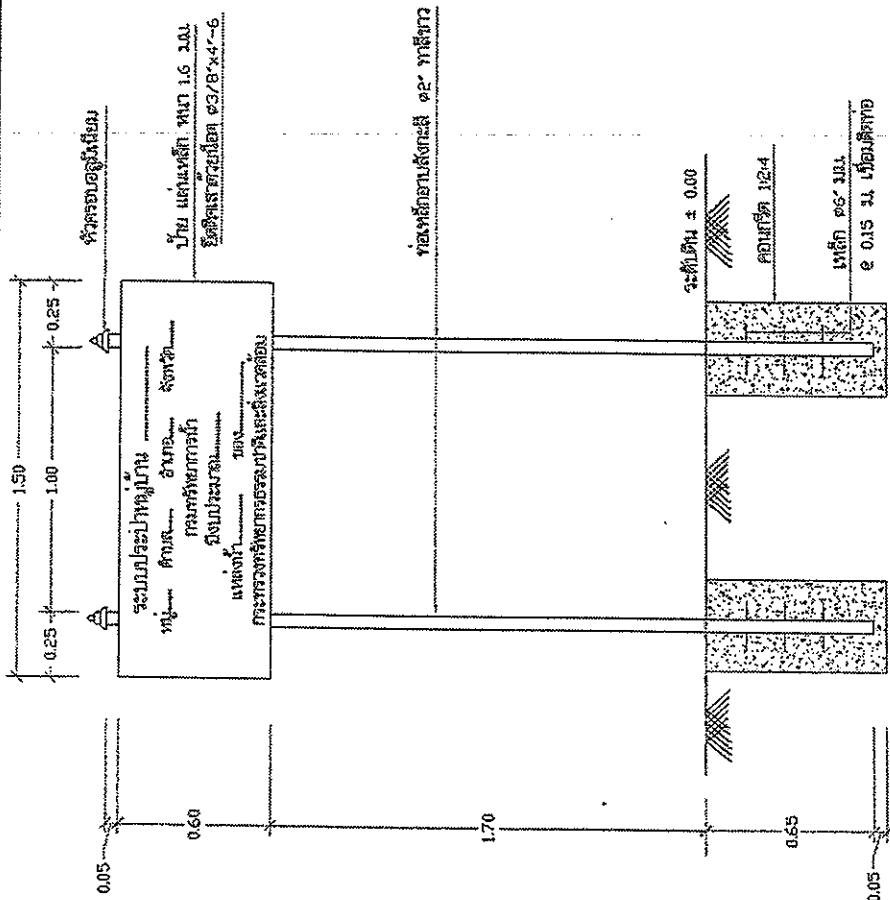 1.50
0.25
1.00
0.25
หัวครอบอลูมิเนียม
ป้าย แผ่นเหล็ก หนา 1.6 มม.
ยึดติดเสาด้วยน๊อต ø3/8"x4"-6
ระบบประปาหมู่บ้าน
หมู่ ตำบล อำเภอ จังหวัด
กรมทรัพยากรน้ำ
ปีงบประมาณ
แหล่งน้ำ ของ
กระทรวงทรัพยากรธรรมชาติและสิ่งแวดล้อม
ท่อเหล็กอาบสังกะสี ø2" ทาสีขาว
ระดับดิน ± 0.00
คอนกรีต 1:2:4
เหล็ก ø6" มม.
@ 0.15 ม. เชื่อมติดท่อ
0.05
0.60
1.70
0.65
0.05